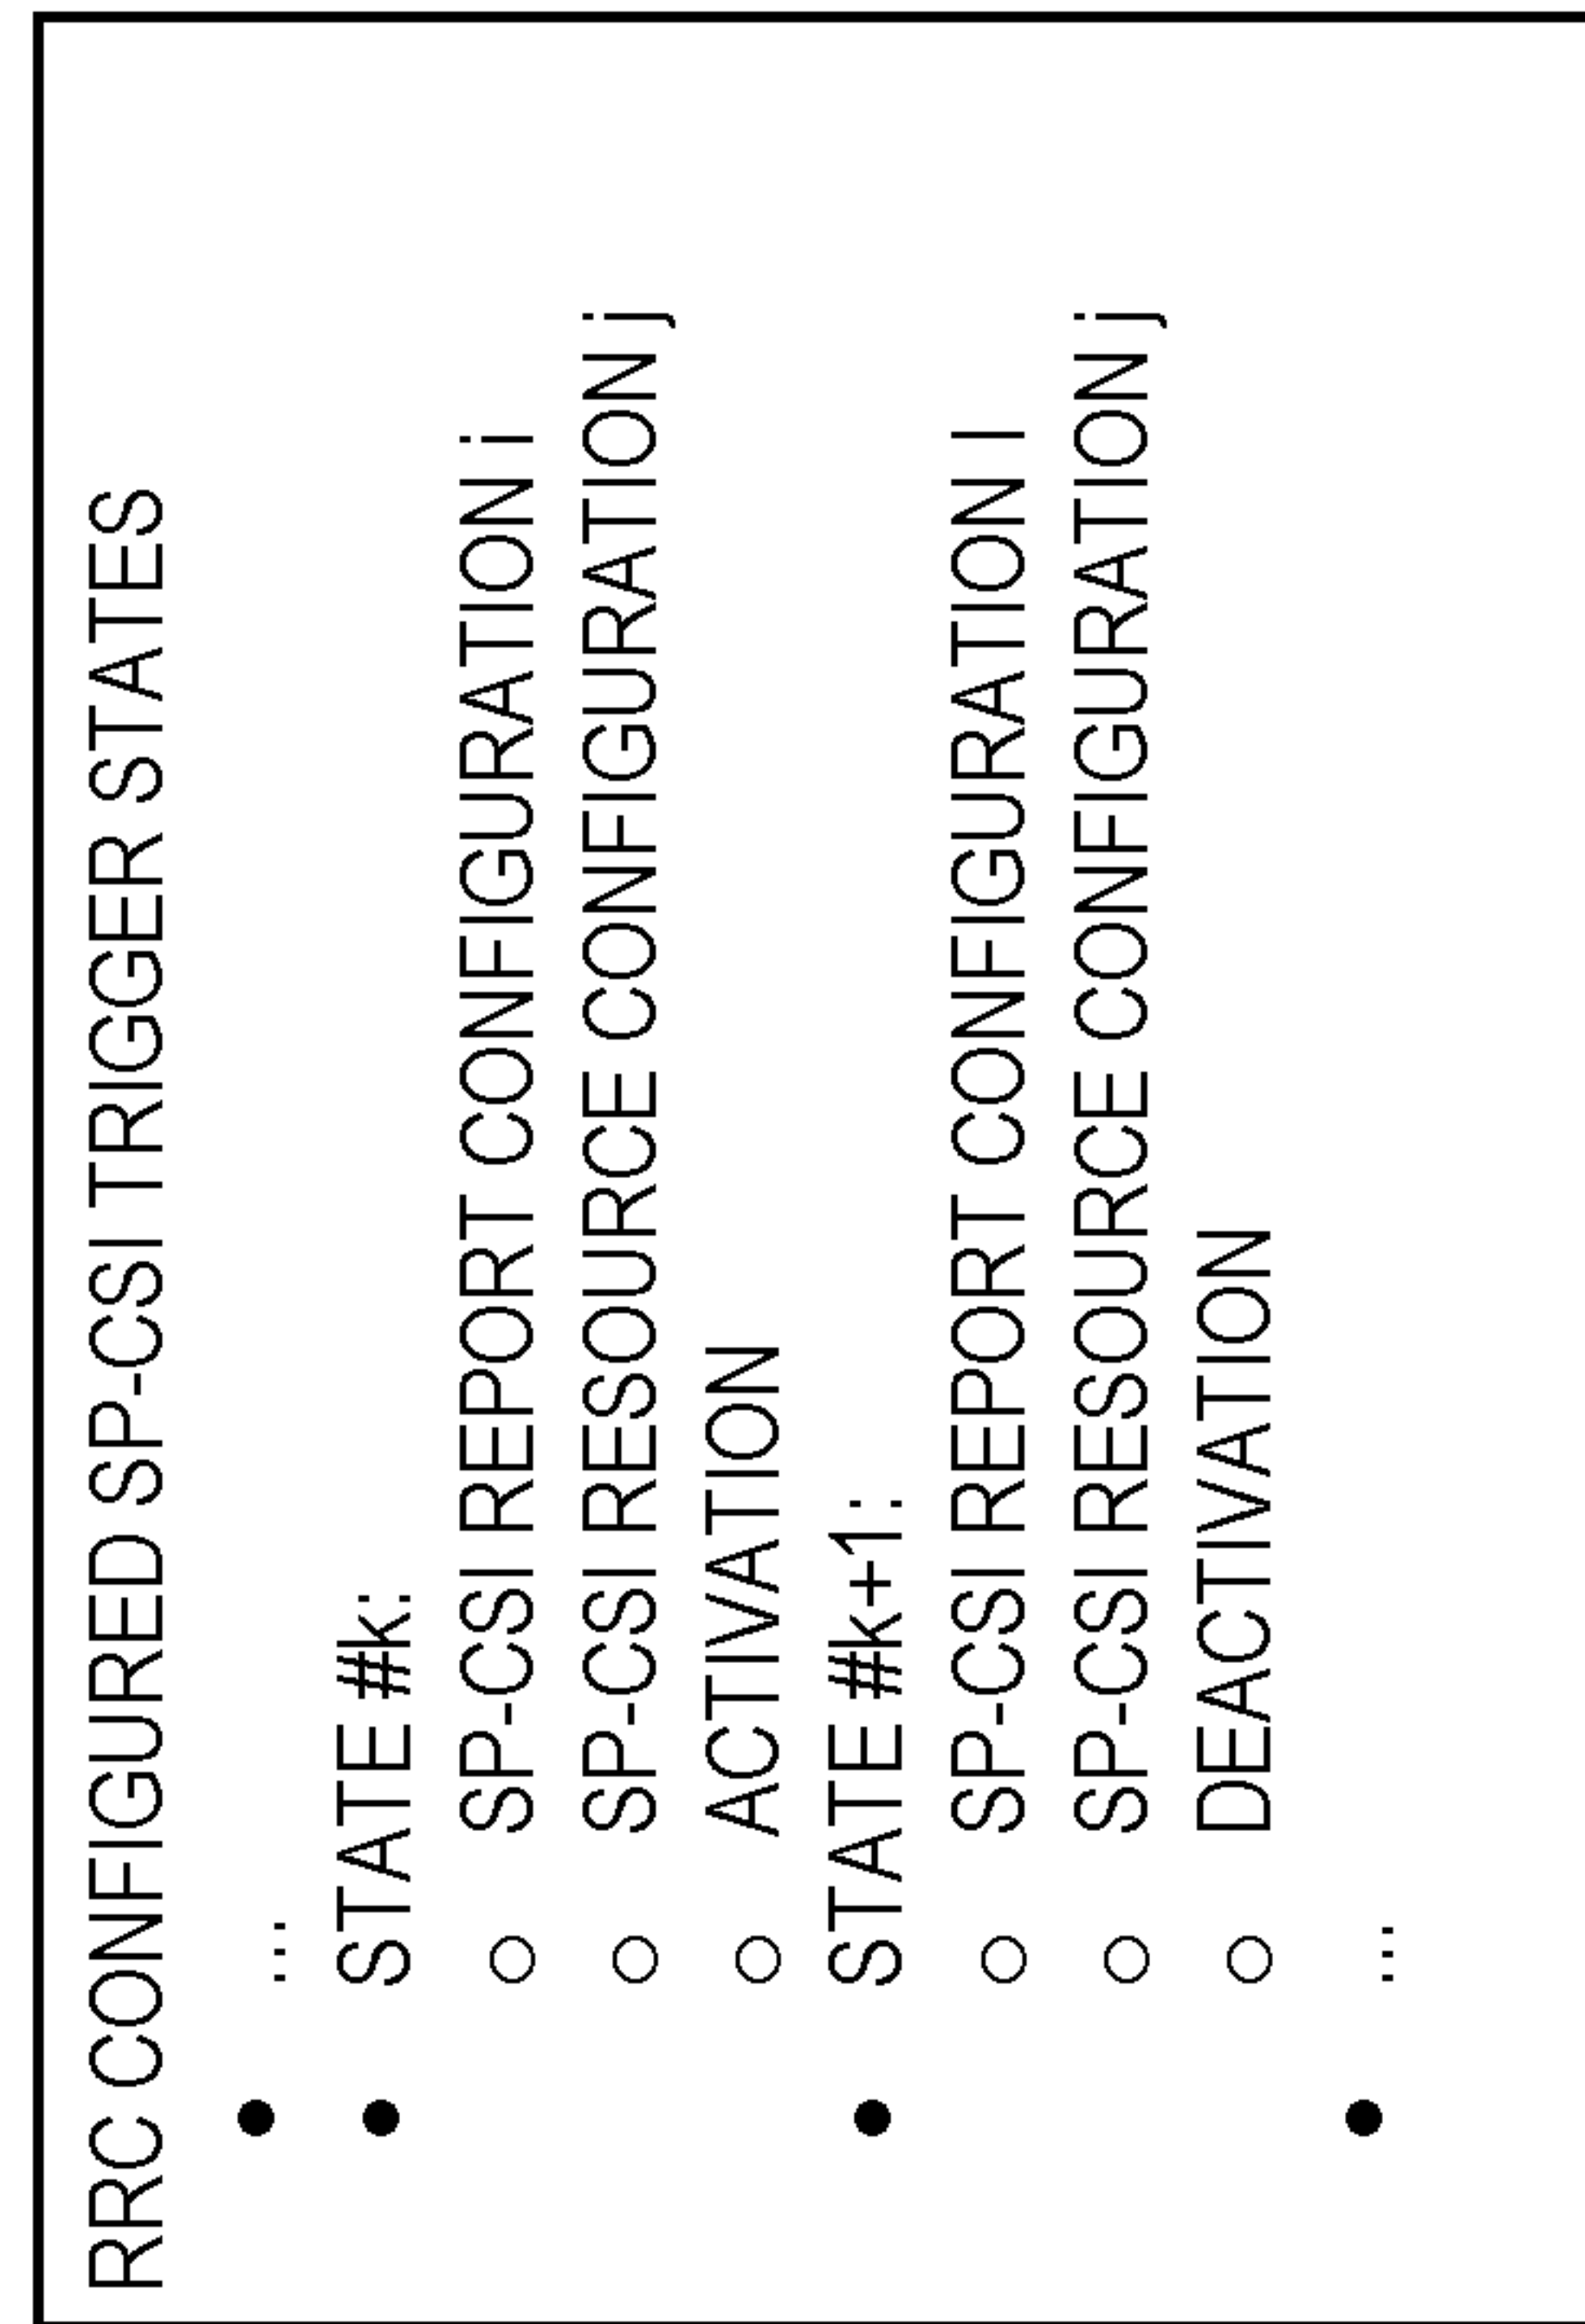 RRC CONFIGURED SP-CSI TRIGGER STATES
● ...
● STATE #k:
○ SP-CSI REPORT CONFIGURATION i
○ SP-CSI RESOURCE CONFIGURATION j
○ ACTIVATION
● STATE #k+1:
○ SP-CSI REPORT CONFIGURATION I
○ SP-CSI RESOURCE CONFIGURATION j
○ DEACTIVATION
● ...